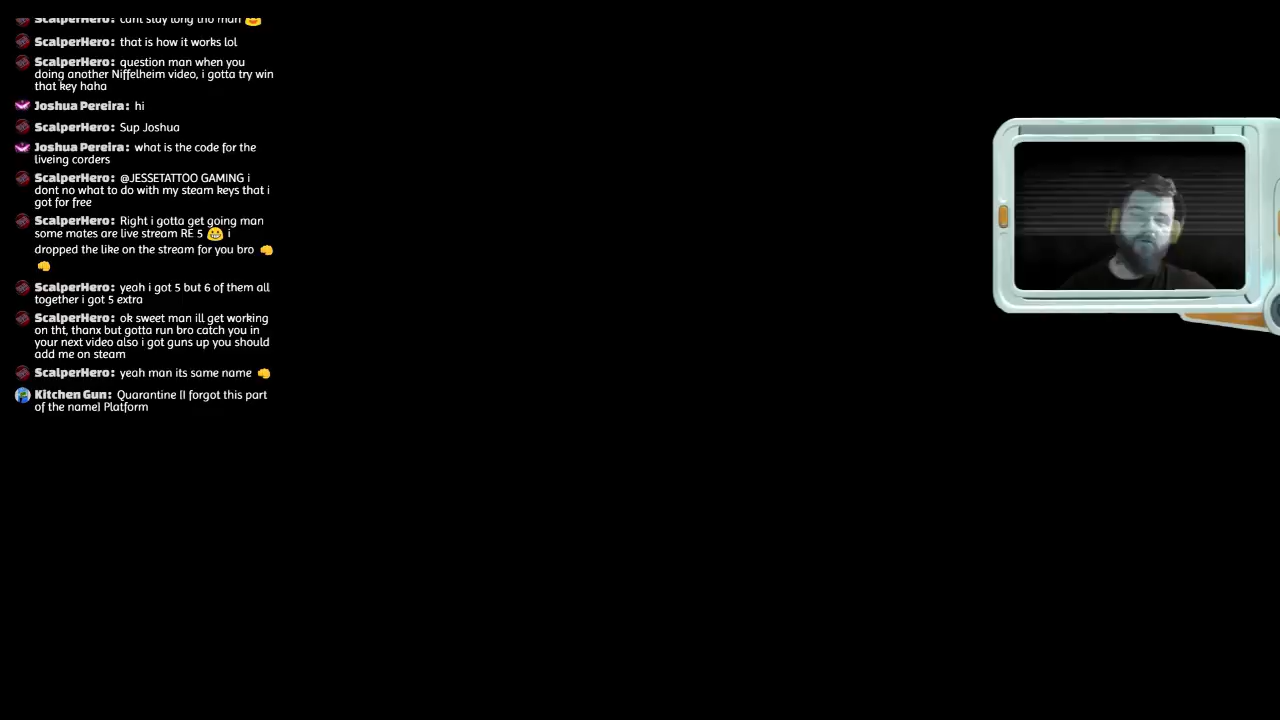 ScalperHero: cant stay long tho man
ScalperHero: that is how it works lol
ScalperHero: question man when you
doing another Niffelheim video, i gotta try win
that key haha
Joshua Pereira: hi
ScalperHero: Sup Joshua
Joshua Pereira: what is the code for the
liveing corders
ScalperHero: @JESSETATTOO GAMING i
dont no what to do with my steam keys that i
got for free
ScalperHero: Right i gotta get going man
some mates are live stream RE 5 😀 i
dropped the like on the stream for you bro 👊
👊
ScalperHero: yeah i got 5 but 6 of them all
together i got 5 extra
ScalperHero: ok sweet man ill get working
on tht, thanx but gotta run bro catch you in
your next video also i got guns up you should
add me on steam
ScalperHero: yeah man its same name 👊
Kitchen Gun: Quarantine (I forgot this part
of the name) Platform